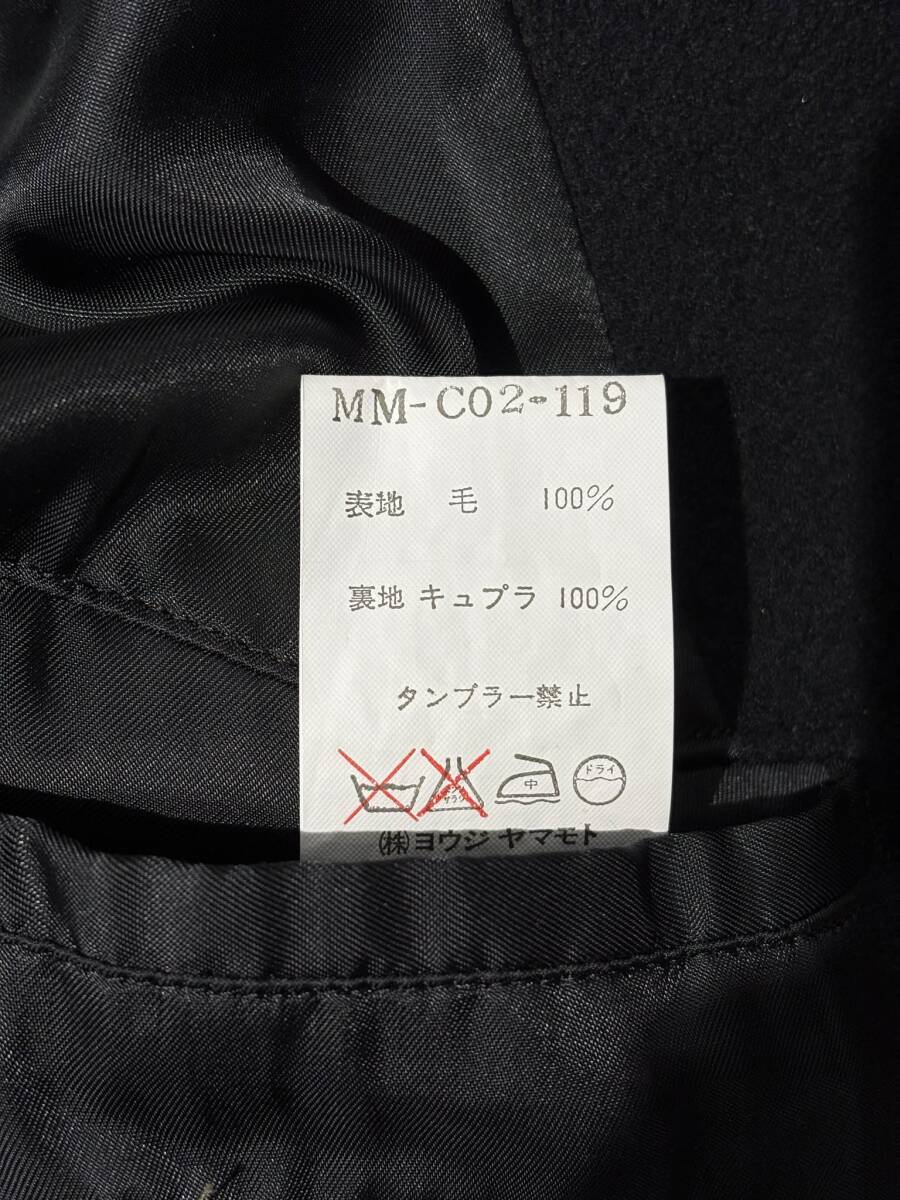 MM-C02-119
表地 毛 100%
裏地 キュプラ 100%
タンブラー禁止
中 ドライ
(株)ヨウジ ヤマモト